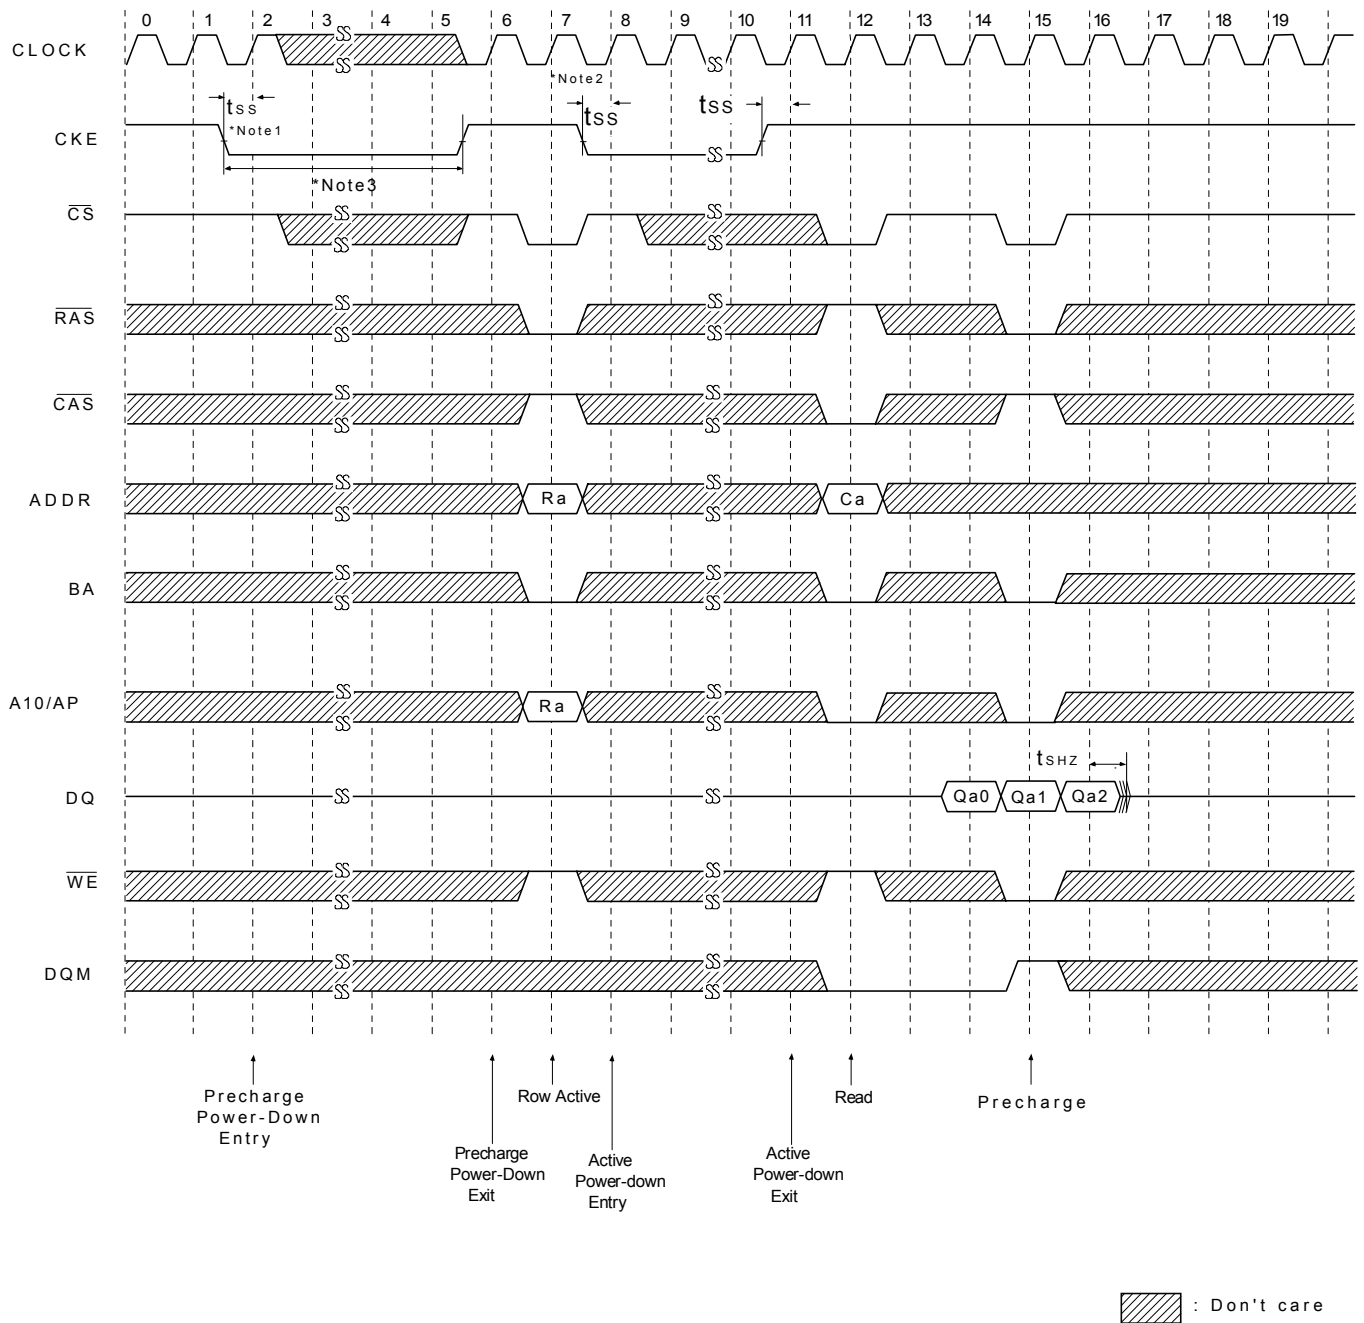 0 1 2 3 4 5 6 7 8 9 10 11 12 13 14 15 16 17 18 19
CLOCK
*Note2
tSS
tSS
tSS
*Note1
CKE
*Note3
CS
RAS
CAS
ADDR
Ra
Ca
BA
A10/AP
Ra
tSHZ
DQ
Qa0
Qa1
Qa2
WE
DQM
Precharge
Power-Down
Entry
Row Active
Read
Precharge
Precharge
Power-Down
Exit
Active
Power-down
Entry
Active
Power-down
Exit
: Don't care